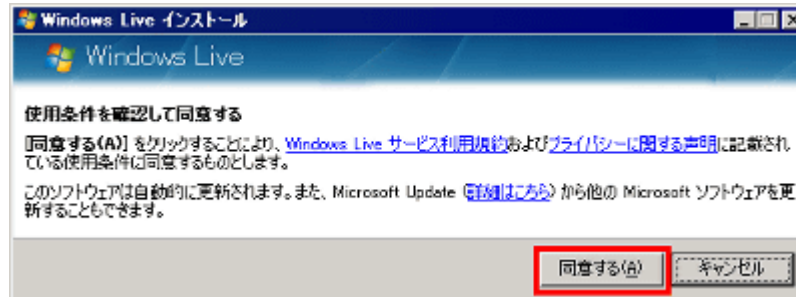 Windows Live インストール
Windows Live
使用条件を確認して同意する
[同意する(A)] をクリックすることにより、Windows Live サービス利用規約およびプライバシーに関する声明に記載され
ている使用条件に同意するものとします。
このソフトウェアは自動的に更新されます。また、Microsoft Update (詳細はこちら) から他の Microsoft ソフトウェアを更
新することもできます。
同意する(A)
キャンセル